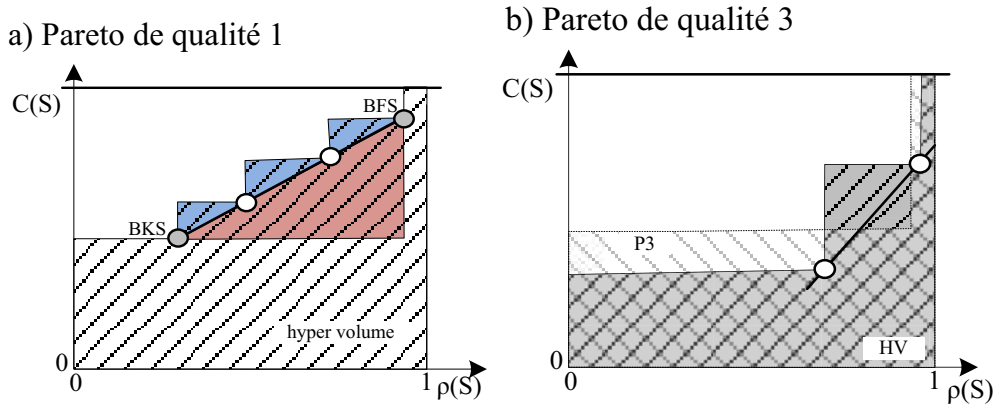 a) Pareto de qualité 1
C(S)
BFS
BKS
hyper volume
0
0
1
ρ(S)
b) Pareto de qualité 3
C(S)
P3
HV
0
0
1
ρ(S)